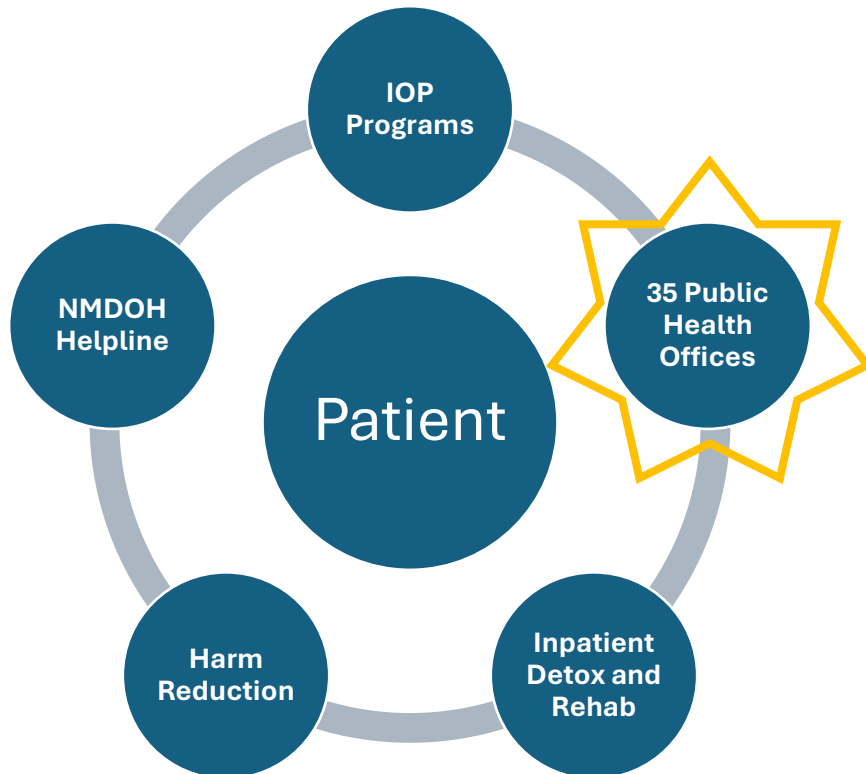 IOP
Programs
35 Public
Health
Offices
NMDOH
Helpline
Patient
Inpatient
Detox and
Rehab
Harm
Reduction